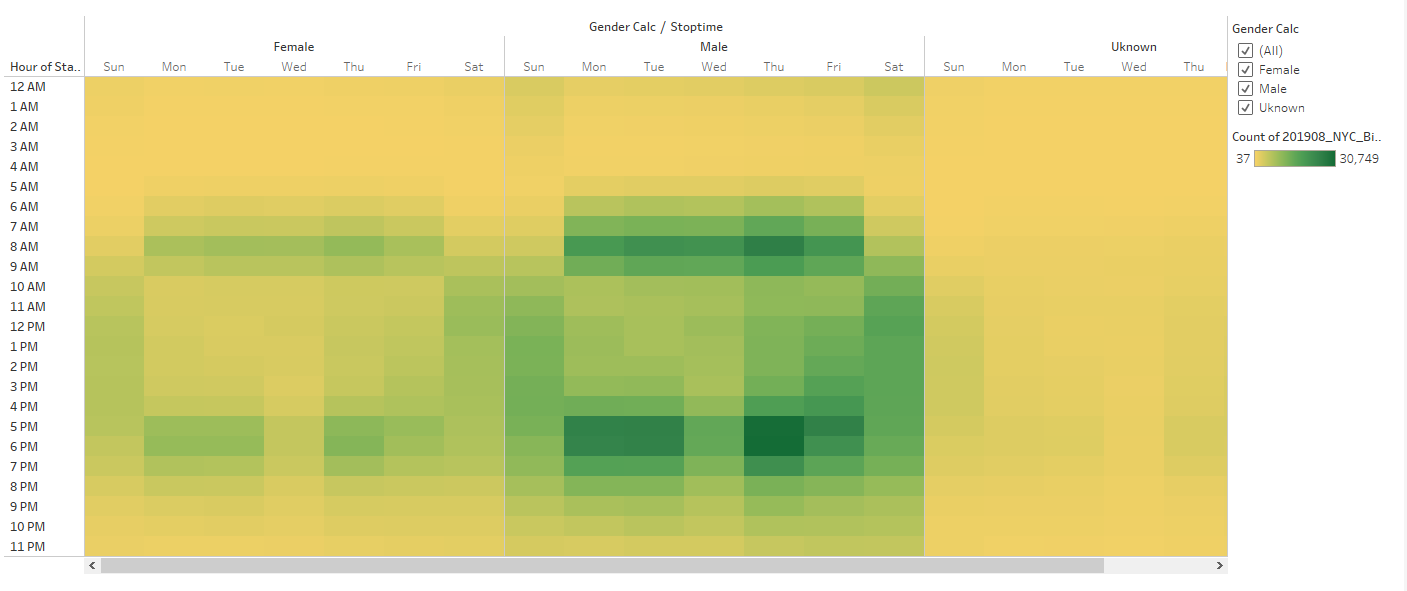 Gender Calc / Stoptime
Female Male Uknown
Hour of Sta.. Sun Mon Tue Wed Thu Fri Sat Sun Mon Tue Wed Thu Fri Sat Sun Mon Tue Wed Thu
12 AM
1 AM
2 AM
3 AM
4 AM
5 AM
6 AM
7 AM
8 AM
9 AM
10 AM
11 AM
12 PM
1 PM
2 PM
3 PM
4 PM
5 PM
6 PM
7 PM
8 PM
9 PM
10 PM
11 PM
Gender Calc
(All)
Female
Male
Uknown
Count of 201908_NYC_Bi..
37 30,749